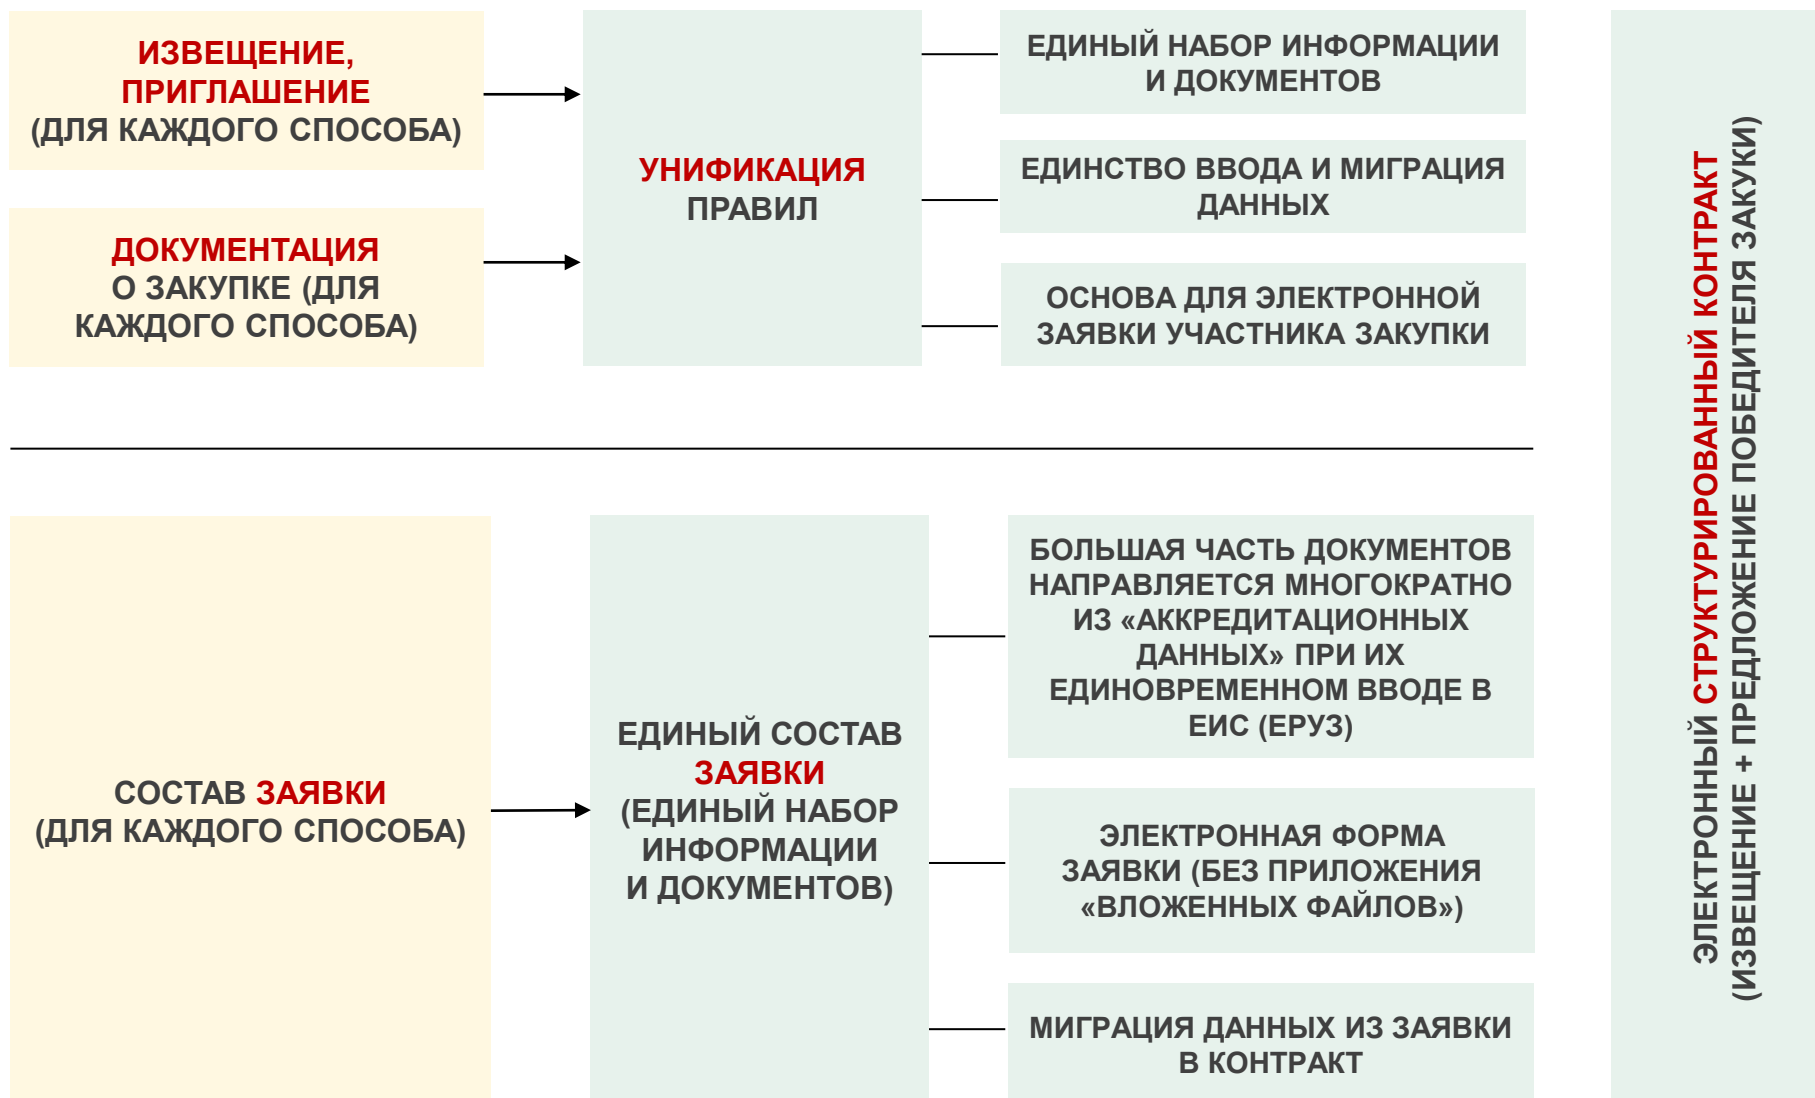 ИЗВЕЩЕНИЕ,
ПРИГЛАШЕНИЕ
(ДЛЯ КАЖДОГО СПОСОБА)
ДОКУМЕНТАЦИЯ
О ЗАКУПКЕ (ДЛЯ
КАЖДОГО СПОСОБА)
УНИФИКАЦИЯ
ПРАВИЛ
ЕДИНЫЙ НАБОР ИНФОРМАЦИИ
И ДОКУМЕНТОВ
ЕДИНСТВО ВВОДА И МИГРАЦИЯ
ДАННЫХ
ОСНОВА ДЛЯ ЭЛЕКТРОННОЙ
ЗАЯВКИ УЧАСТНИКА ЗАКУПКИ
СОСТАВ ЗАЯВКИ
(ДЛЯ КАЖДОГО СПОСОБА)
ЕДИНЫЙ СОСТАВ
ЗАЯВКИ
(ЕДИНЫЙ НАБОР
ИНФОРМАЦИИ
И ДОКУМЕНТОВ)
БОЛЬШАЯ ЧАСТЬ ДОКУМЕНТОВ
НАПРАВЛЯЕТСЯ МНОГОКРАТНО
ИЗ «АККРЕДИТАЦИОННЫХ
ДАННЫХ» ПРИ ИХ
ЕДИНОВРЕМЕННОМ ВВОДЕ В
ЕИС (ЕРУЗ)
ЭЛЕКТРОННАЯ ФОРМА
ЗАЯВКИ (БЕЗ ПРИЛОЖЕНИЯ
«ВЛОЖЕННЫХ ФАЙЛОВ»)
МИГРАЦИЯ ДАННЫХ ИЗ ЗАЯВКИ
В КОНТРАКТ
ЭЛЕКТРОННЫЙ СТРУКТУРИРОВАННЫЙ КОНТРАКТ
(ИЗВЕЩЕНИЕ + ПРЕДЛОЖЕНИЕ ПОБЕДИТЕЛЯ ЗАКУКИ)